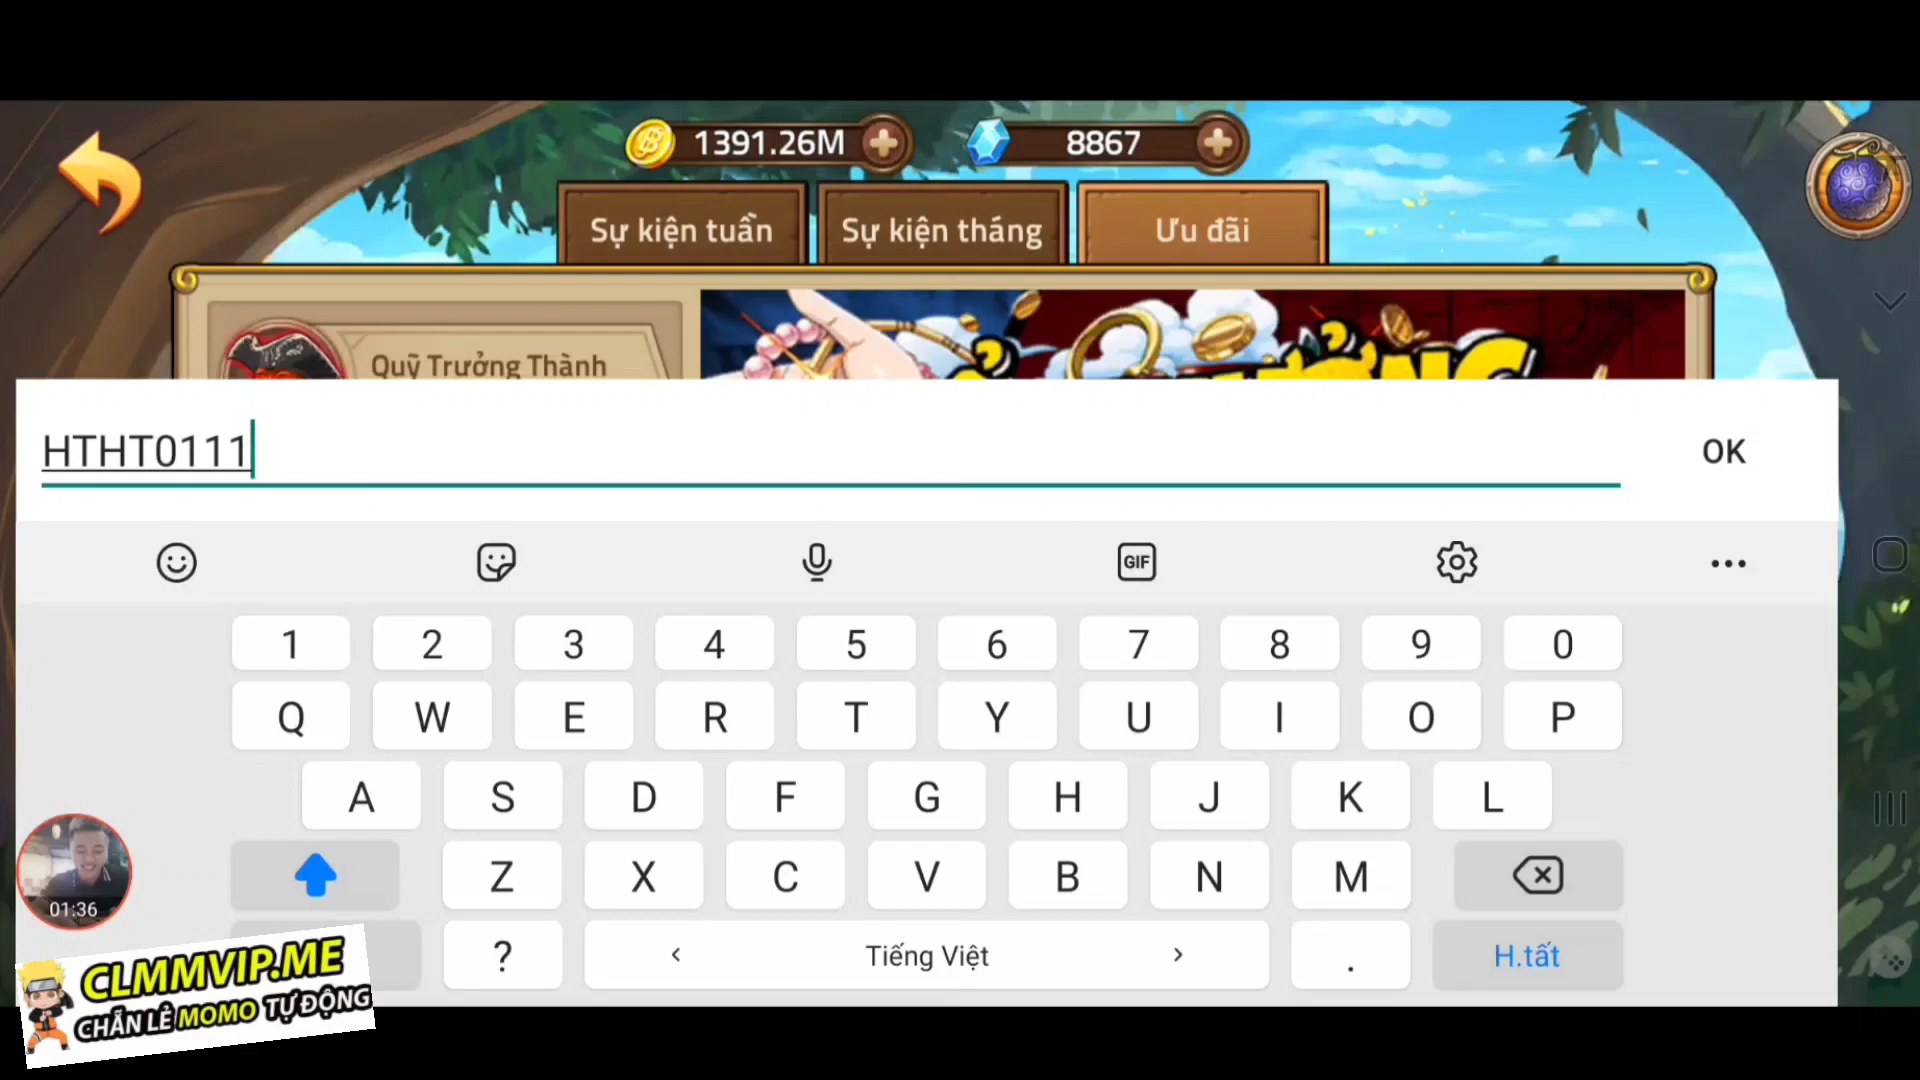 1391.26M
8867
Sự kiện tuần
Sự kiện tháng
Ưu đãi
Quỹ Trưởng Thành
HTHT0111
OK
GIF
1 2 3 4 5 6 7 8 9 0
Q W E R T Y U I O P
A S D F G H J K L
Z X C V B N M
? < Tiếng Việt > . H.tất
01:36
CLMMVIP.ME
CHẴN LẺ MOMO TỰ ĐỘNG